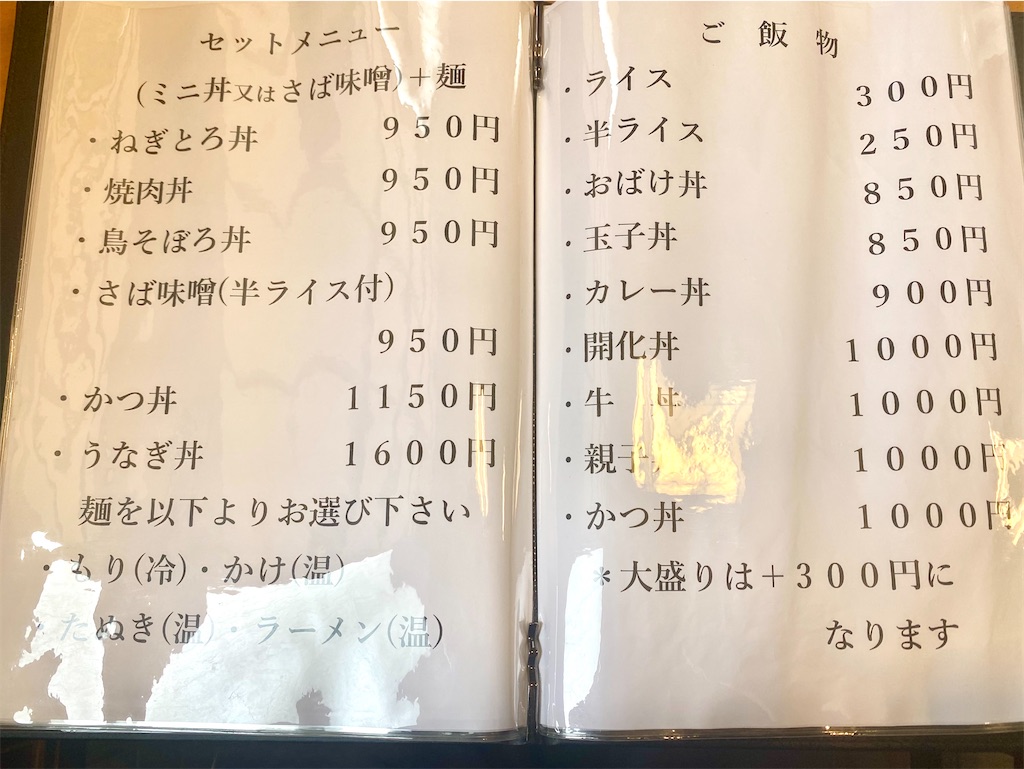 セットメニュー
(ミニ丼又はさば味噌)＋麺
・ねぎとろ丼 ９５０円
・焼肉丼 ９５０円
・鳥そぼろ丼 ９５０円
・さば味噌(半ライス付)
９５０円
・かつ丼 １１５０円
・うなぎ丼 １６００円
麺を以下よりお選び下さい
・もり(冷)・かけ(温)
・たぬき(温)・ラーメン(温)
ご飯物
・ライス ３００円
・半ライス ２５０円
・おばけ丼 ８５０円
・玉子丼 ８５０円
・カレー丼 ９００円
・開化丼 １０００円
・牛　丼 １０００円
・親子丼 １０００円
・かつ丼 １０００円
＊大盛りは＋３００円に
なります